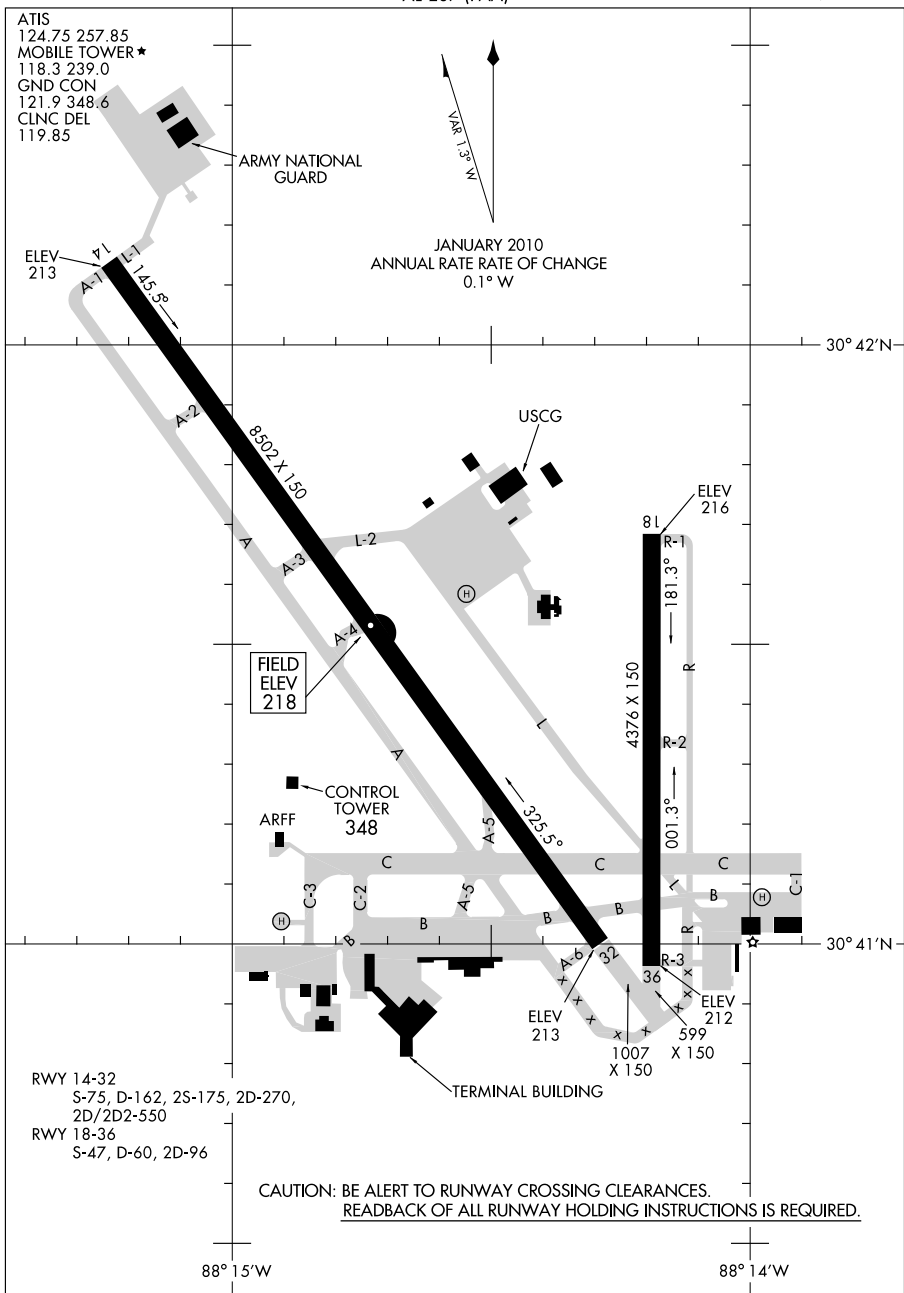 AL-267 (FAA)
ATIS
124.75 257.85
MOBILE TOWER ★
118.3 239.0
GND CON
121.9 348.6
CLNC DEL
119.85
ARMY NATIONAL
GUARD
VAR 1.3° W
JANUARY 2010
ANNUAL RATE RATE OF CHANGE
0.1° W
ELEV
213
14
L-1
A-1
145.5°
30° 42'N
A-2
8502 X 150
USCG
ELEV
216
18
R-1
A
A-3
L-2
181.3°
H
A-4
FIELD
ELEV
218
4376 X 150
R
L
R-2
A
CONTROL
TOWER
348
ARFF
325.5°
001.3°
A-5
C
C
C
C-3
C-2
A-5
L
C-1
B
B
B
B
B
H
H
R
30° 41'N
A-6
32
R-3
36
ELEV
213
ELEV
212
X X X X X X X X
1007
X 150
599
X 150
TERMINAL BUILDING
RWY 14-32
S-75, D-162, 2S-175, 2D-270,
2D/2D2-550
RWY 18-36
S-47, D-60, 2D-96
CAUTION: BE ALERT TO RUNWAY CROSSING CLEARANCES.
READBACK OF ALL RUNWAY HOLDING INSTRUCTIONS IS REQUIRED.
88° 15'W
88° 14'W